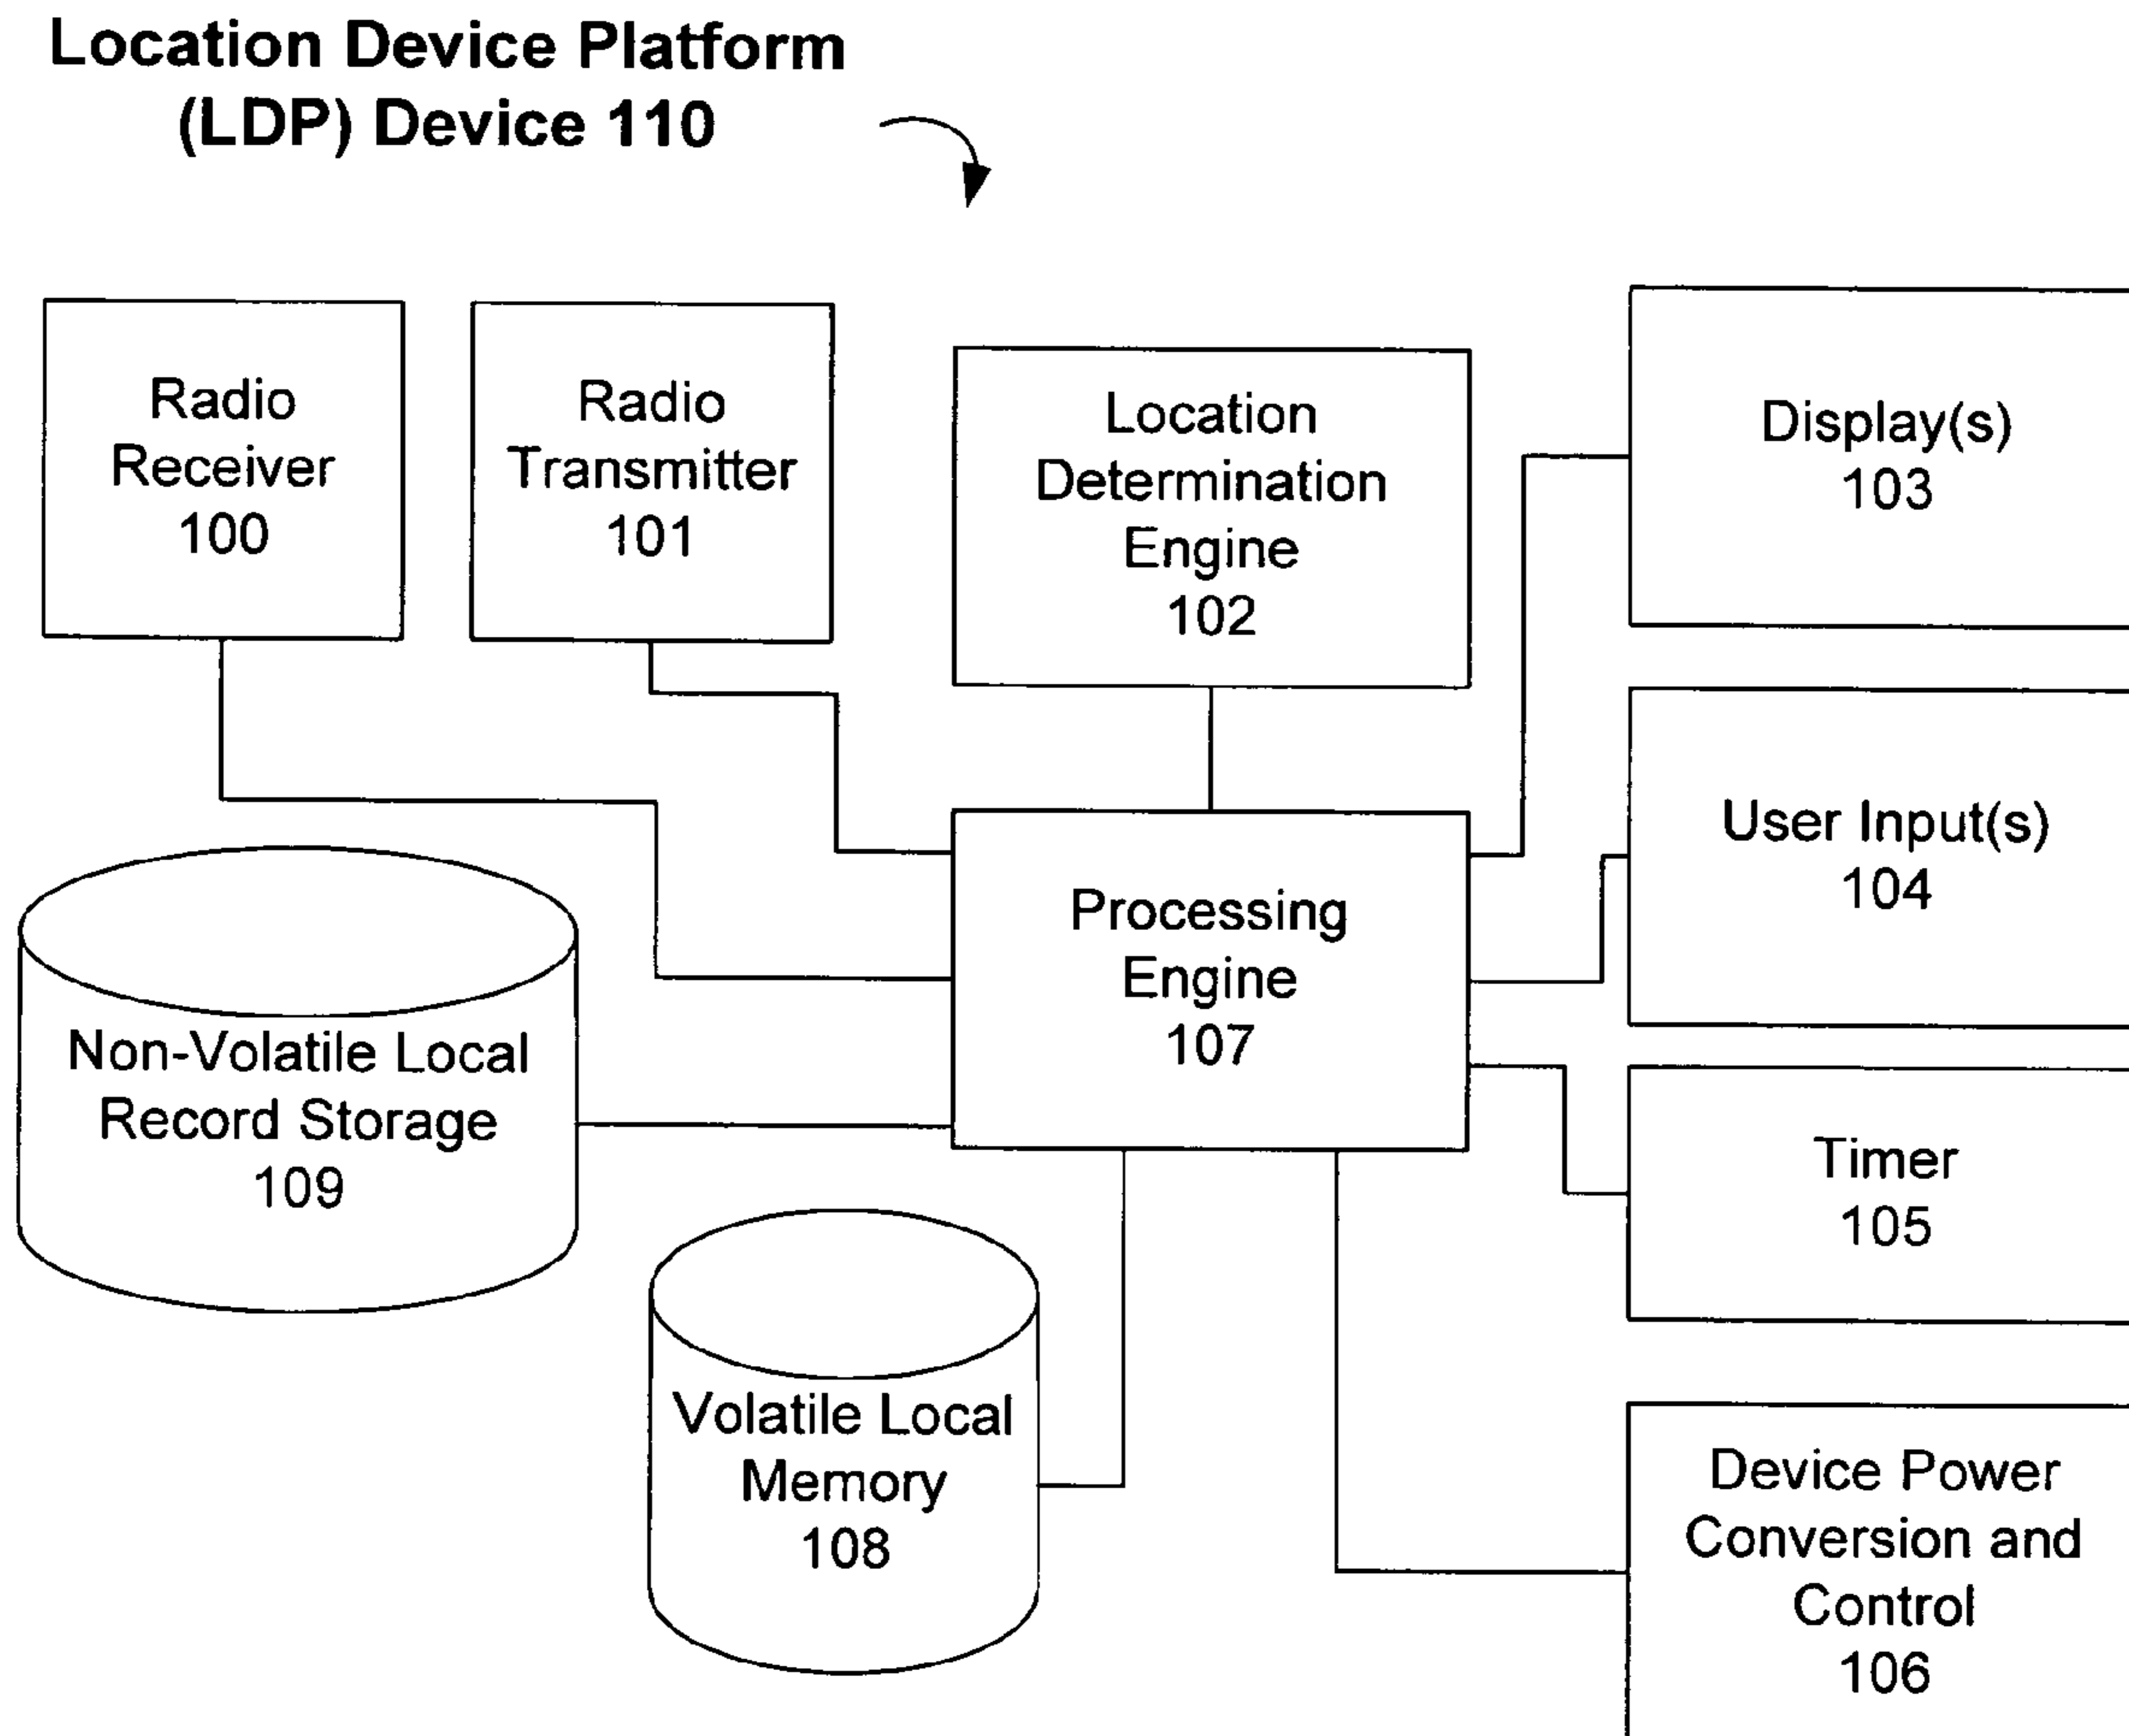 Location Device Platform
(LDP) Device 110
Radio
Receiver
100
Radio
Transmitter
101
Location
Determination
Engine
102
Display(s)
103
User Input(s)
104
Processing
Engine
107
Non-Volatile Local
Record Storage
109
Timer
105
Volatile Local
Memory
108
Device Power
Conversion and
Control
106